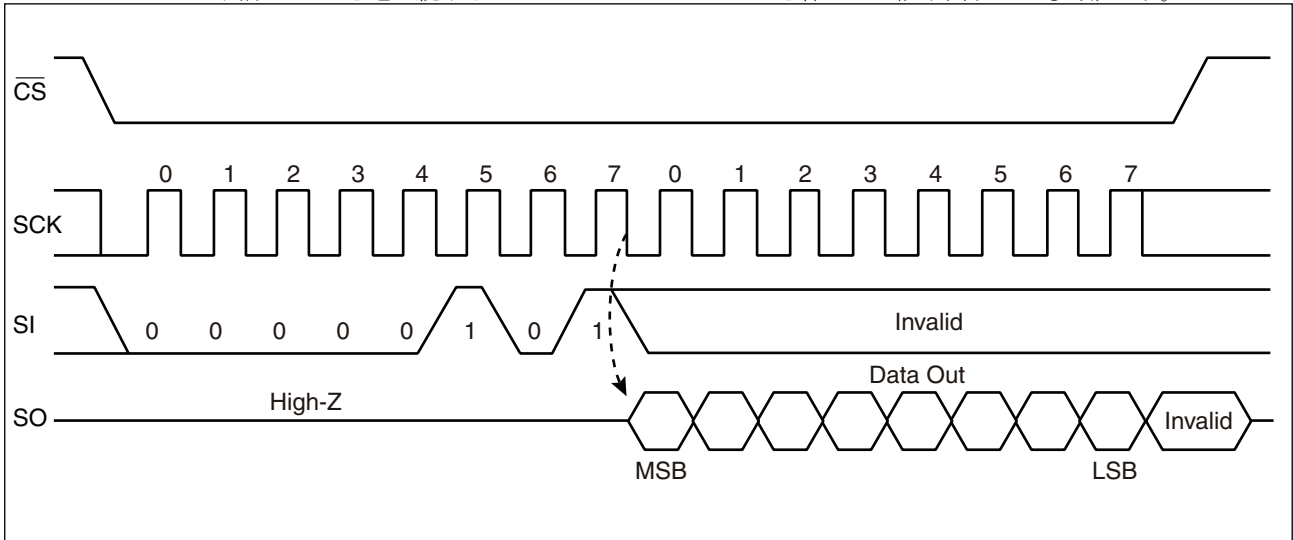 CS
0 1 2 3 4 5 6 7 0 1 2 3 4 5 6 7
SCK
SI
0 0 0 0 0 1 0 1
Invalid
Data Out
High-Z
SO
Invalid
MSB
LSB